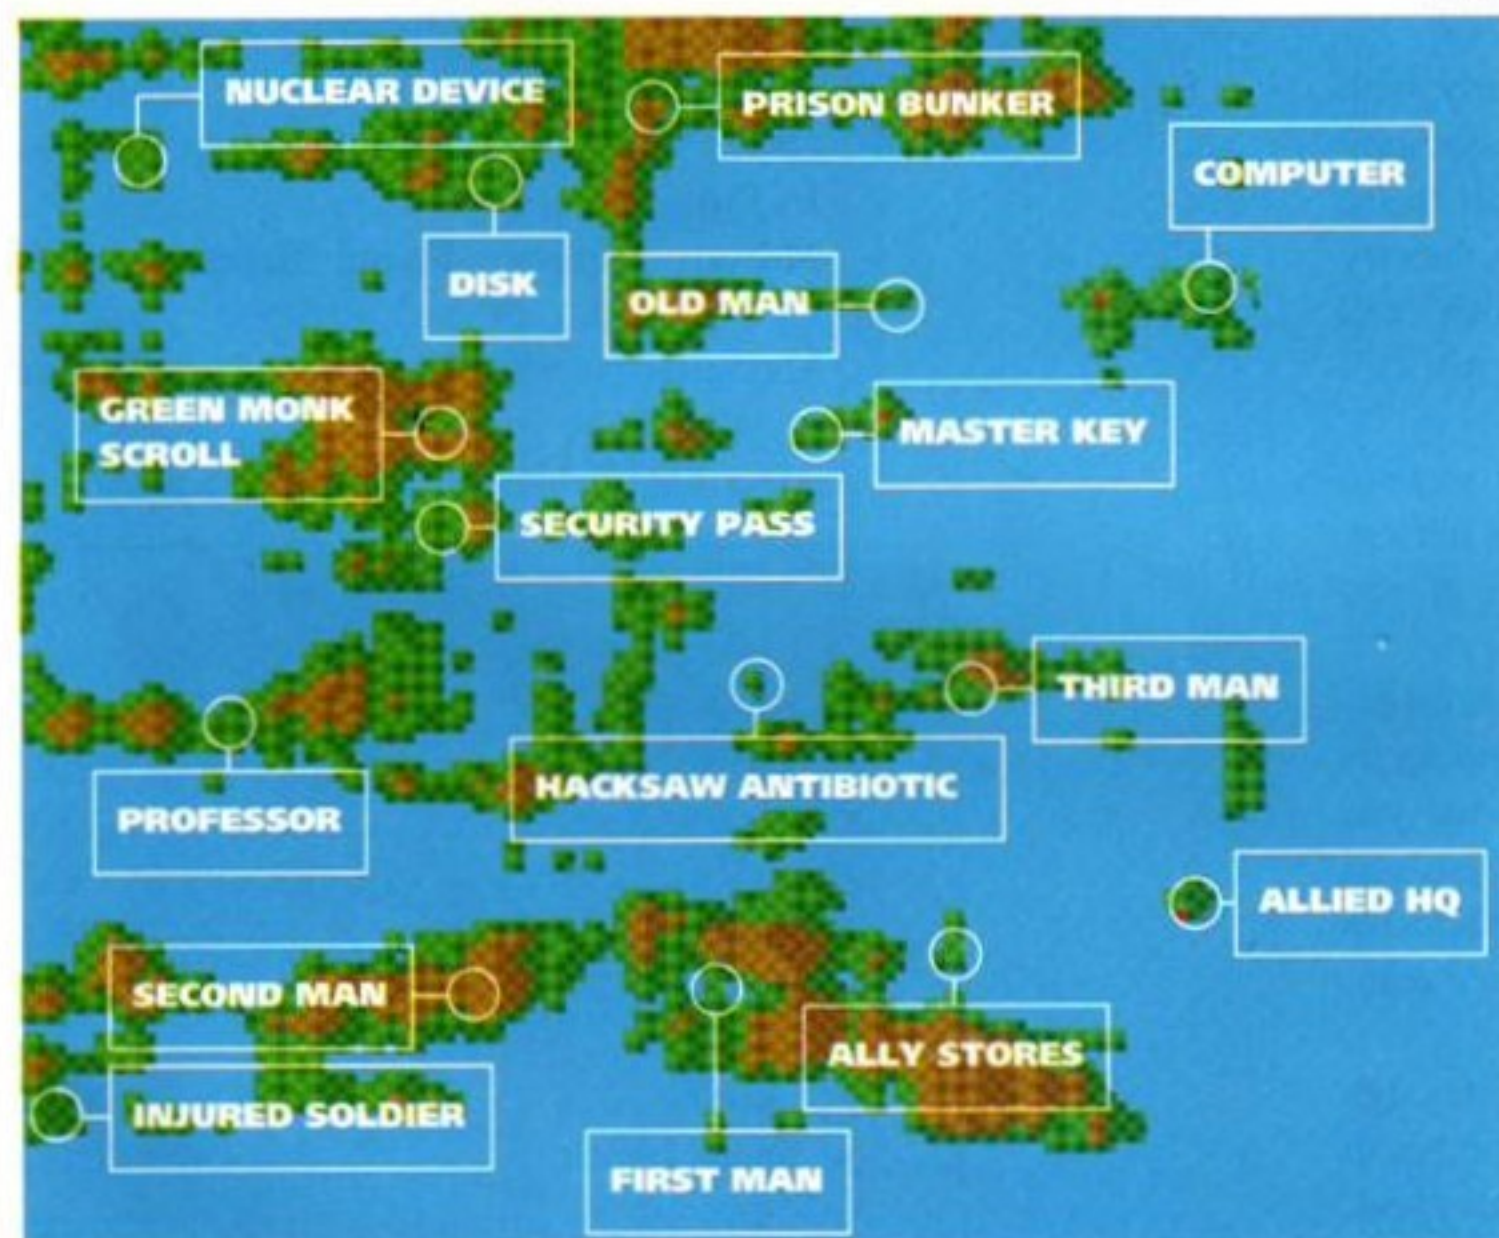 NUCLEAR DEVICE
PRISON BUNKER
COMPUTER
DISK
OLD MAN
GREEN MONK
SCROLL
MASTER KEY
SECURITY PASS
THIRD MAN
HACKSAW ANTIBIOTIC
PROFESSOR
ALLIED HQ
SECOND MAN
ALLY STORES
INJURED SOLDIER
FIRST MAN